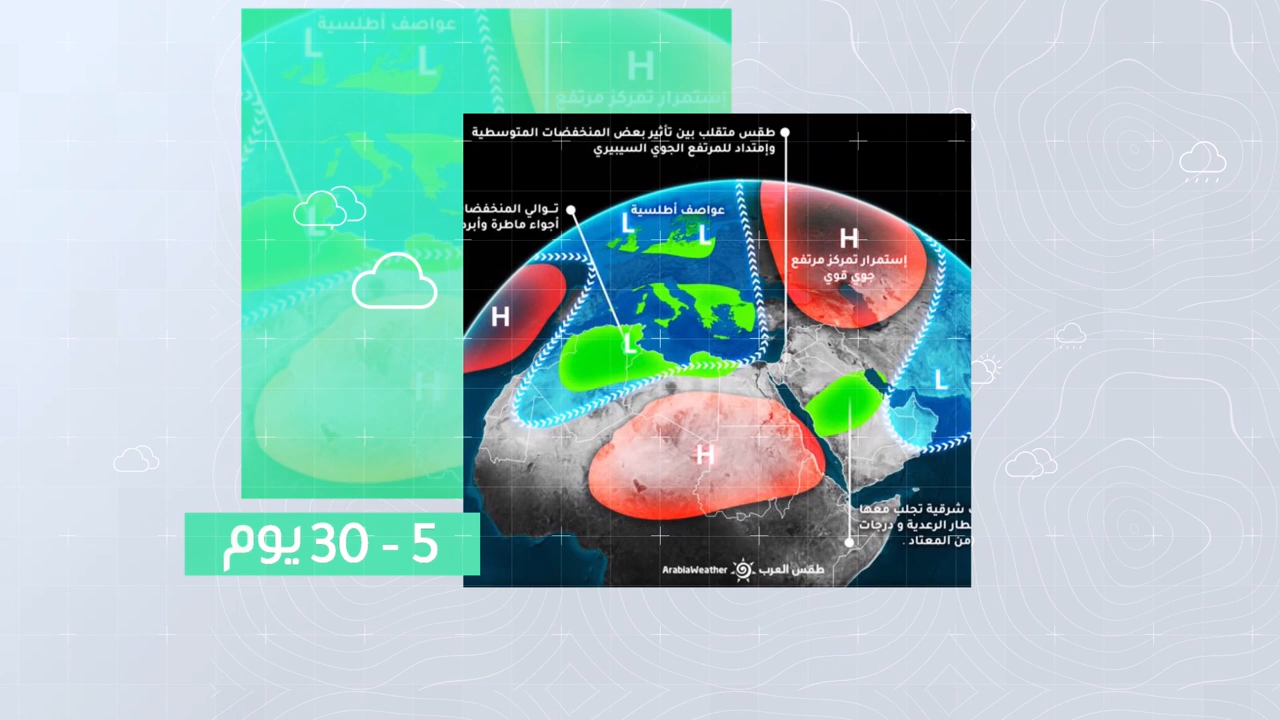 عواصف أطلسية
L
L
H
إستمرار تمركز مرتفع
L
H
طقس متقلب بين تأثير بعض المنخفضات المتوسطية
وإمتداد للمرتفع الجوي السيبيري
تـوالي المنخفضا
أجواء ماطرة وأبر
عواصف أطلسية
L
L
H
إستمرار تمركز مرتفع
جوي قوي
H
L
L
H
شرقية تجلب معها
طار الرعدية و درجات
من المعتاد .
ArabiaWeather طقس العرب
5 - 30 يوم